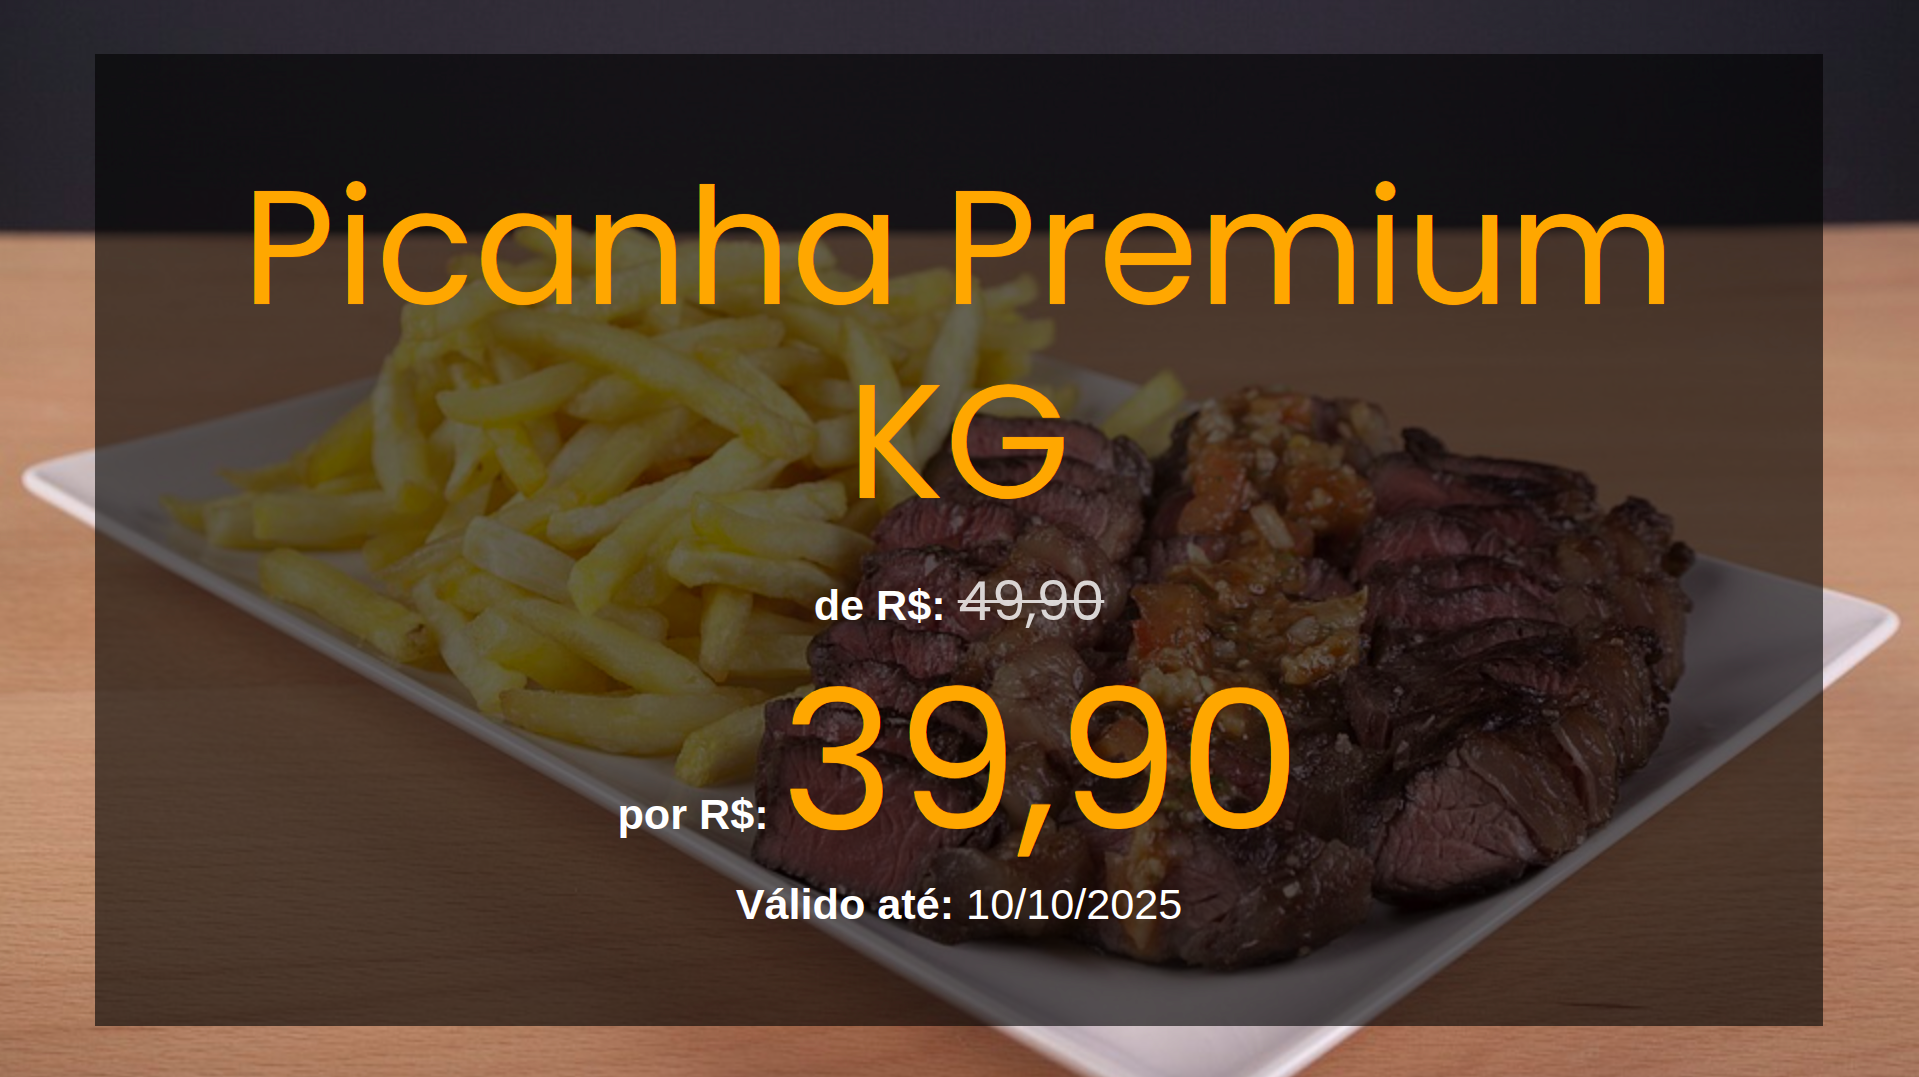 Picanha Premium
KG
de R$: 49,90
por R$: 39,90
Válido até: 10/10/2025